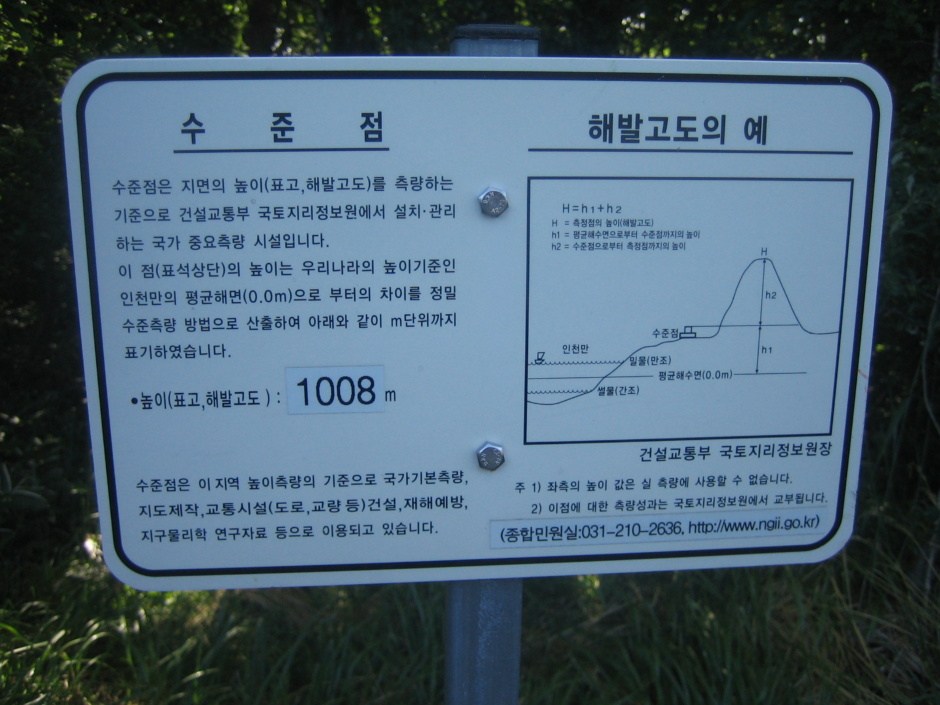 수 준 점
수준점은 지면의 높이(표고,해발고도)를 측량하는
기준으로 건설교통부 국토지리정보원에서 설치·관리
하는 국가 중요측량 시설입니다.
이 점(표석상단)의 높이는 우리나라의 높이기준인
인천만의 평균해면(0.0m)으로 부터의 차이를 정밀
수준측량 방법으로 산출하여 아래와 같이 m단위까지
표기하였습니다.
•높이(표고,해발고도) : 1008 m
수준점은 이 지역 높이측량의 기준으로 국가기본측량,
지도제작,교통시설(도로,교량 등)건설,재해예방,
지구물리학 연구자료 등으로 이용되고 있습니다.
해발고도의 예
H=h1+h2
H = 측정점의 높이(해발고도)
h1 = 평균해수면으로부터 수준점까지의 높이
h2 = 수준점으로부터 측정점까지의 높이
H
h2
수준점
h1
인천만
밀물(만조)
평균해수면(0.0m)
썰물(간조)
건설교통부 국토지리정보원장
주 1) 좌측의 높이 값은 실 측량에 사용할 수 없습니다.
2) 이점에 대한 측량성과는 국토지리정보원에서 교부됩니다.
(종합민원실:031-210-2636, http://www.ngii.go.kr)